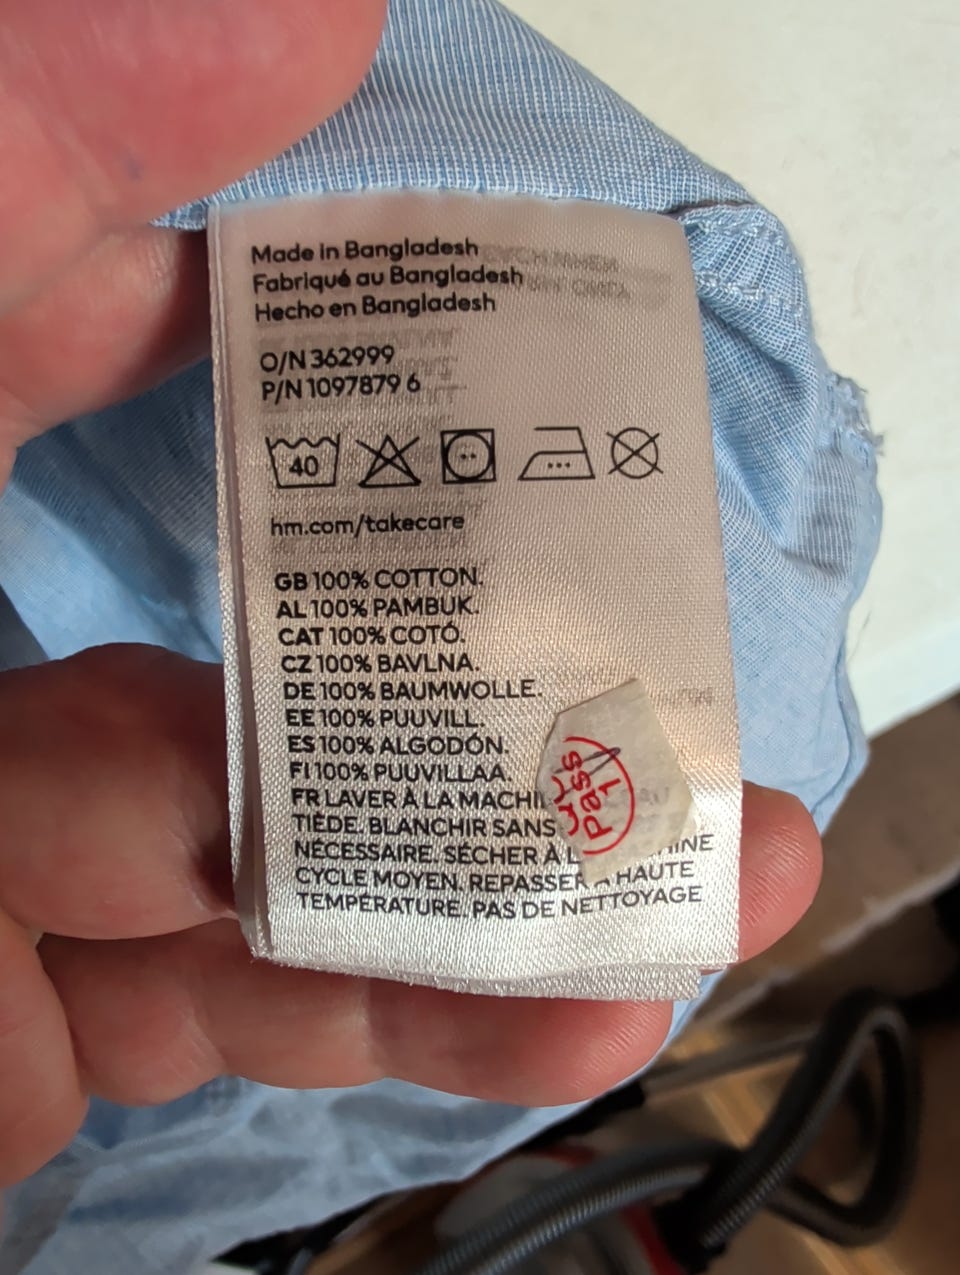 Made in Bangladesh
Fabriqué au Bangladesh
Hecho en Bangladesh
O/N 362999
P/N 1097879 6
40
hm.com/takecare
GB 100% COTTON.
AL 100% PAMBUK.
CAT 100% COTÓ.
CZ 100% BAVLNA.
DE 100% BAUMWOLLE.
EE 100% PUUVILL.
ES 100% ALGODÓN.
FI 100% PUUVILLAA.
FR LAVER À LA
TIÈDE. BLANCHIR SANS
NÉCESSAIRE. SÉCHER À
CYCLE MOYEN. REPASSER À HAUTE
TEMPÉRATURE. PAS DE NETTOYAGE
Pass
1